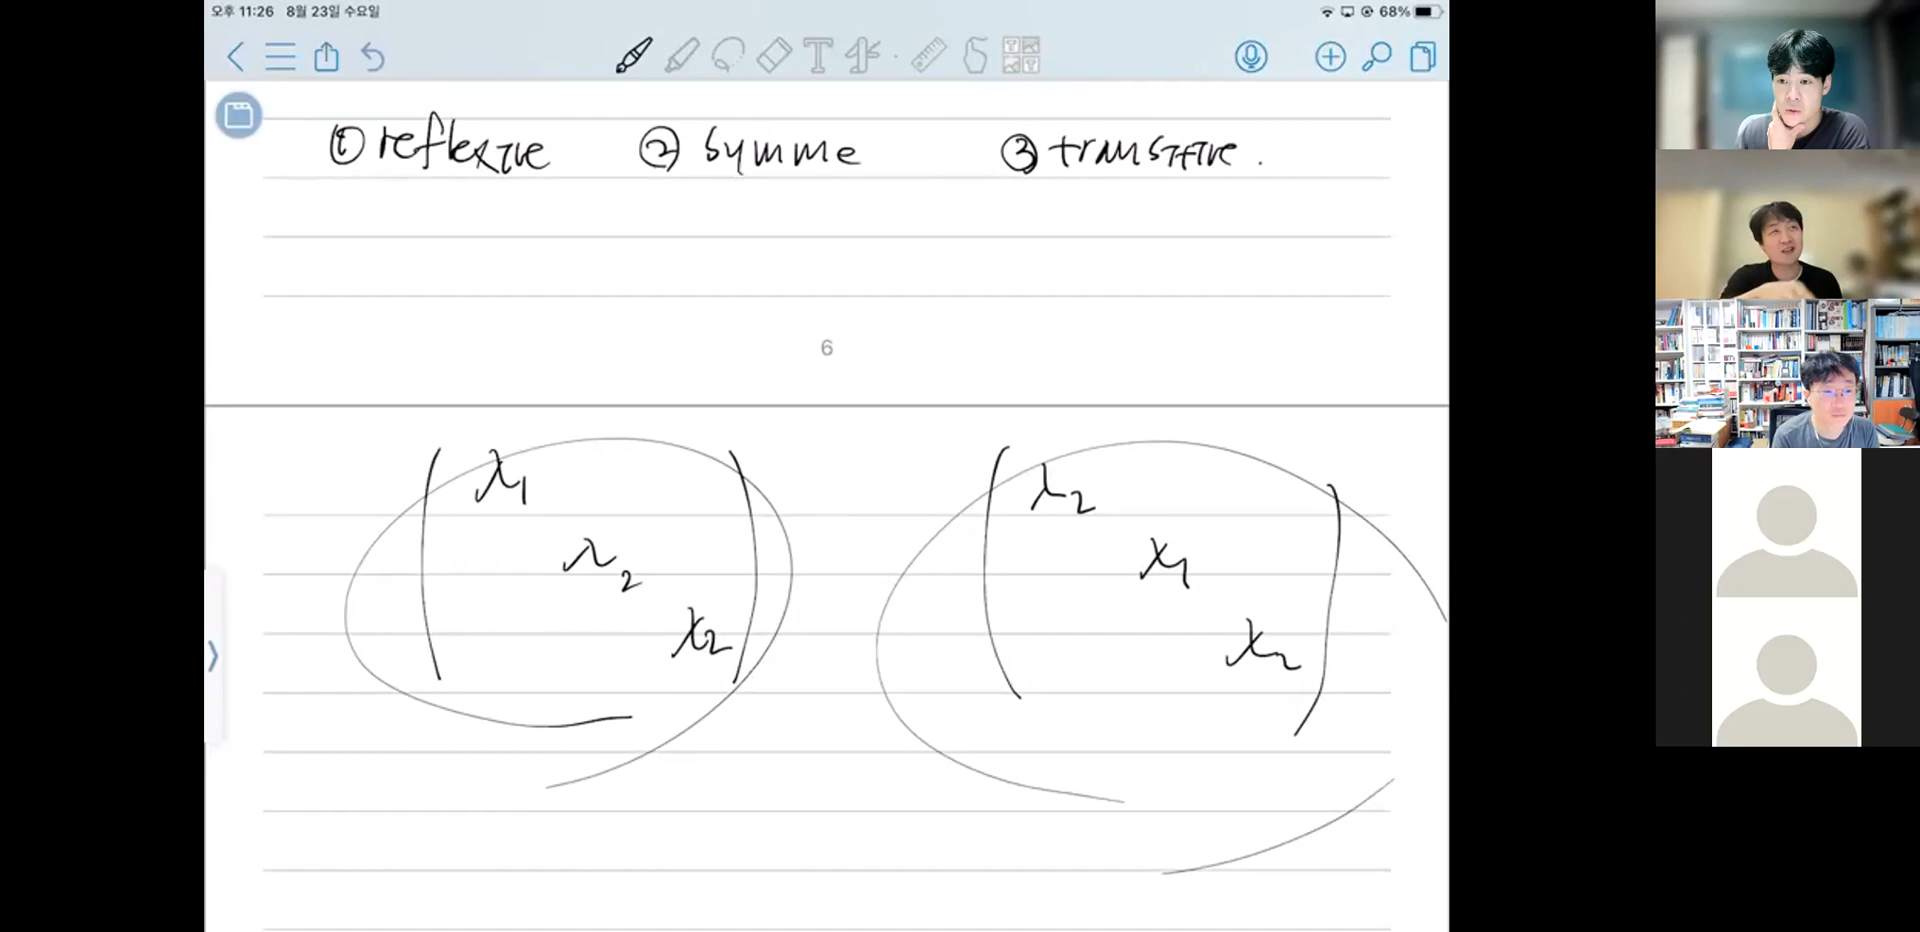 오후 11:26 8월 23일 수요일 68%
① reflexive ② symme ③ transitive.
6
λ1 λ2
λ2 λ1
λ2 λ2